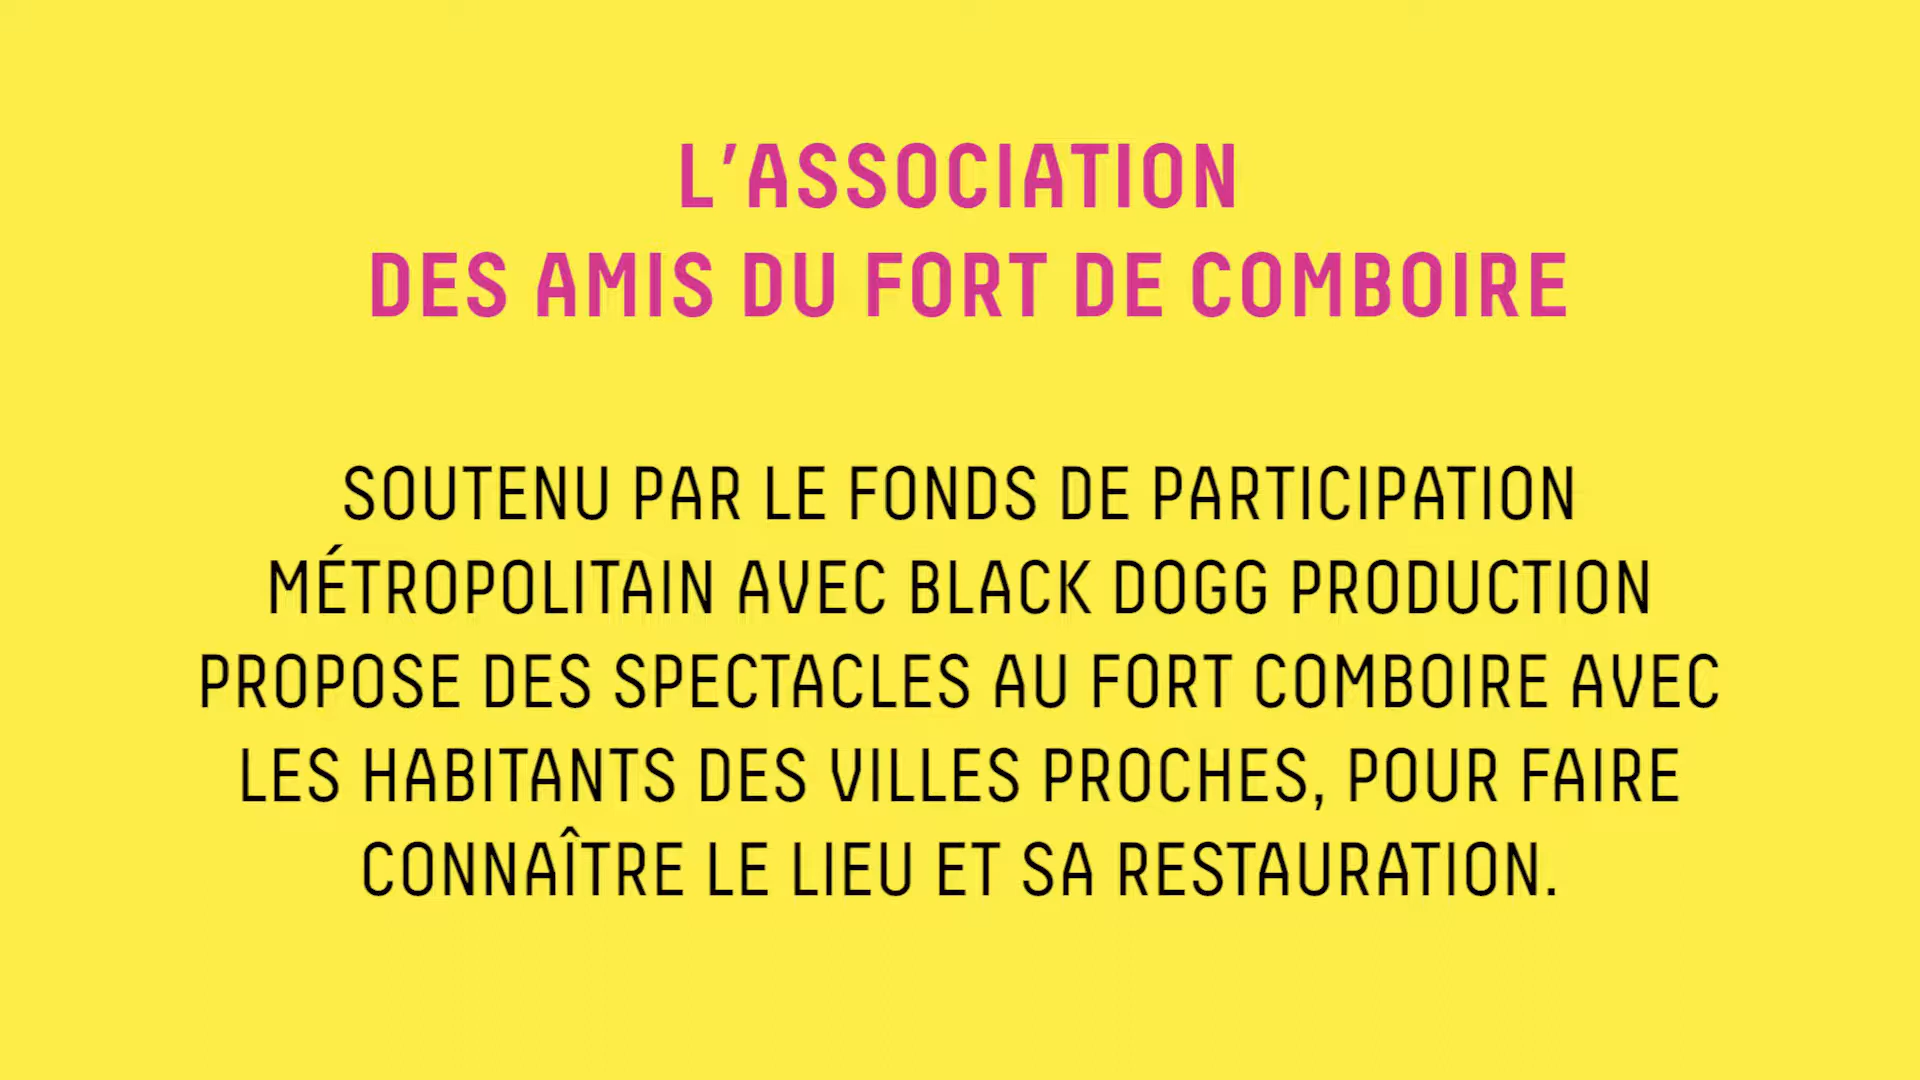 L'ASSOCIATION
DES AMIS DU FORT DE COMBOIRE
SOUTENU PAR LE FONDS DE PARTICIPATION
MÉTROPOLITAIN AVEC BLACK DOGG PRODUCTION
PROPOSE DES SPECTACLES AU FORT COMBOIRE AVEC
LES HABITANTS DES VILLES PROCHES, POUR FAIRE
CONNAÎTRE LE LIEU ET SA RESTAURATION.